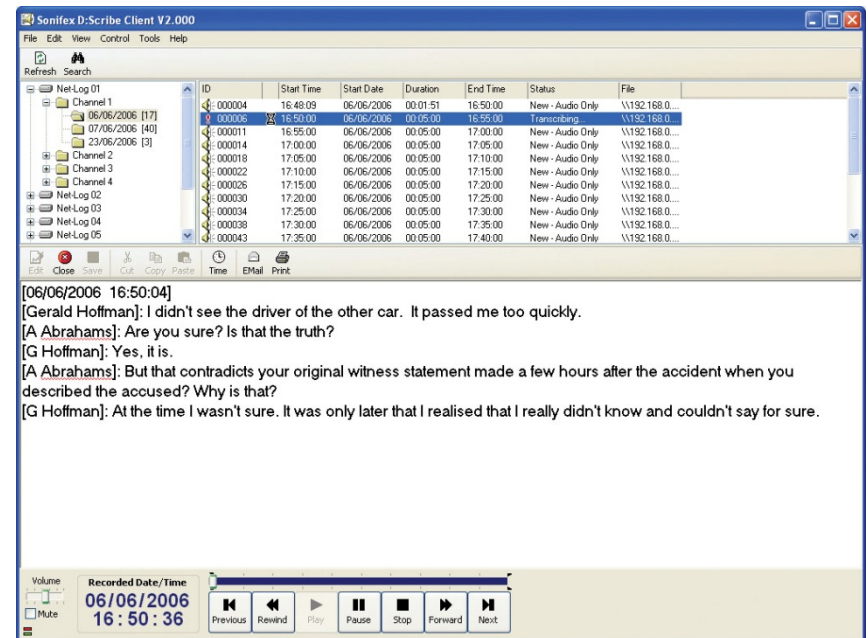 Sonifex D:Scribe Client V2.000
File Edit View Control Tools Help
Refresh Search
Net-Log 01
Channel 1
06/06/2006 [17]
07/06/2006 [40]
23/06/2006 [3]
Channel 2
Channel 3
Channel 4
Net-Log 02
Net-Log 03
Net-Log 04
Net-Log 05
ID Start Time Start Date Duration End Time Status File
000004 16:48:09 06/06/2006 00:01:51 16:50:00 New - Audio Only \\192.168.0....
000006 16:50:00 06/06/2006 00:05:00 16:55:00 Transcribing... \\192.168.0....
000011 16:55:00 06/06/2006 00:05:00 17:00:00 New - Audio Only \\192.168.0....
000014 17:00:00 06/06/2006 00:05:00 17:05:00 New - Audio Only \\192.168.0....
000018 17:05:00 06/06/2006 00:05:00 17:10:00 New - Audio Only \\192.168.0....
000022 17:10:00 06/06/2006 00:05:00 17:15:00 New - Audio Only \\192.168.0....
000026 17:15:00 06/06/2006 00:05:00 17:20:00 New - Audio Only \\192.168.0....
000030 17:20:00 06/06/2006 00:05:00 17:25:00 New - Audio Only \\192.168.0....
000034 17:25:00 06/06/2006 00:05:00 17:30:00 New - Audio Only \\192.168.0....
000038 17:30:00 06/06/2006 00:05:00 17:35:00 New - Audio Only \\192.168.0....
000043 17:35:00 06/06/2006 00:05:00 17:40:00 New - Audio Only \\192.168.0....
Edit Close Save Cut Copy Paste Time EMail Print
[06/06/2006 16:50:04]
[Gerald Hoffman]: I didn't see the driver of the other car. It passed me too quickly.
[A Abrahams]: Are you sure? Is that the truth?
[G Hoffman]: Yes, it is.
[A Abrahams]: But that contradicts your original witness statement made a few hours after the accident when you
described the accused? Why is that?
[G Hoffman]: At the time I wasn't sure. It was only later that I realised that I really didn't know and couldn't say for sure.
Volume
Mute
Recorded Date/Time
06/06/2006
16:50:36
Previous Rewind Play Pause Stop Forward Next